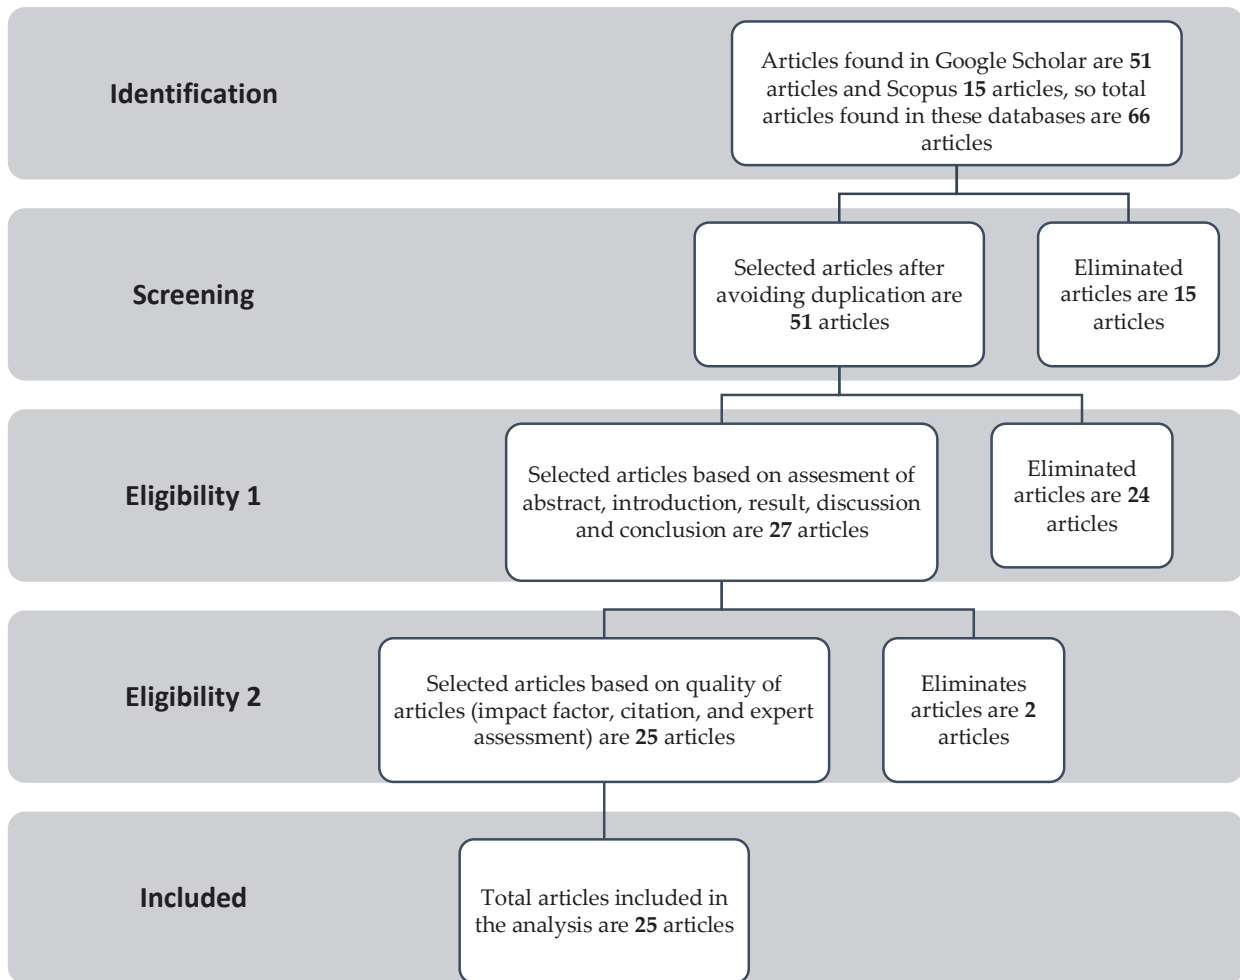 Identification
Articles found in Google Scholar are 51
articles and Scopus 15 articles, so total
articles found in these databases are 66
articles
Screening
Selected articles after
avoiding duplication are
51 articles
Eliminated
articles are 15
articles
Eligibility 1
Selected articles based on assesment of
abstract, introduction, result, discussion
and conclusion are 27 articles
Eliminated
articles are 24
articles
Eligibility 2
Selected articles based on quality of
articles (impact factor, citation, and expert
assessment) are 25 articles
Eliminates
articles are 2
articles
Included
Total articles included in
the analysis are 25 articles